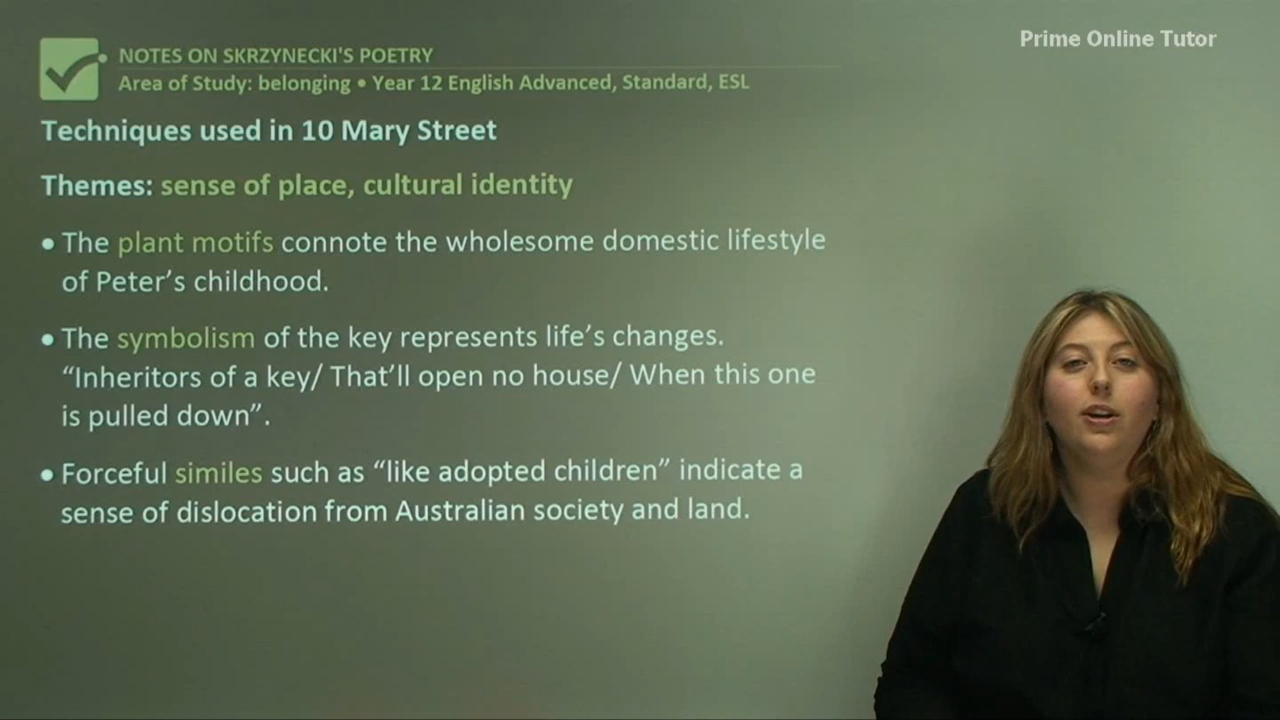 Prime Online Tutor
NOTES ON SKRZYNECKI'S POETRY
Area of Study: belonging • Year 12 English Advanced, Standard, ESL
Techniques used in 10 Mary Street
Themes: sense of place, cultural identity
• The plant motifs connote the wholesome domestic lifestyle
of Peter’s childhood.
• The symbolism of the key represents life’s changes.
“Inheritors of a key/ That’ll open no house/ When this one
is pulled down”.
• Forceful similes such as “like adopted children” indicate a
sense of dislocation from Australian society and land.